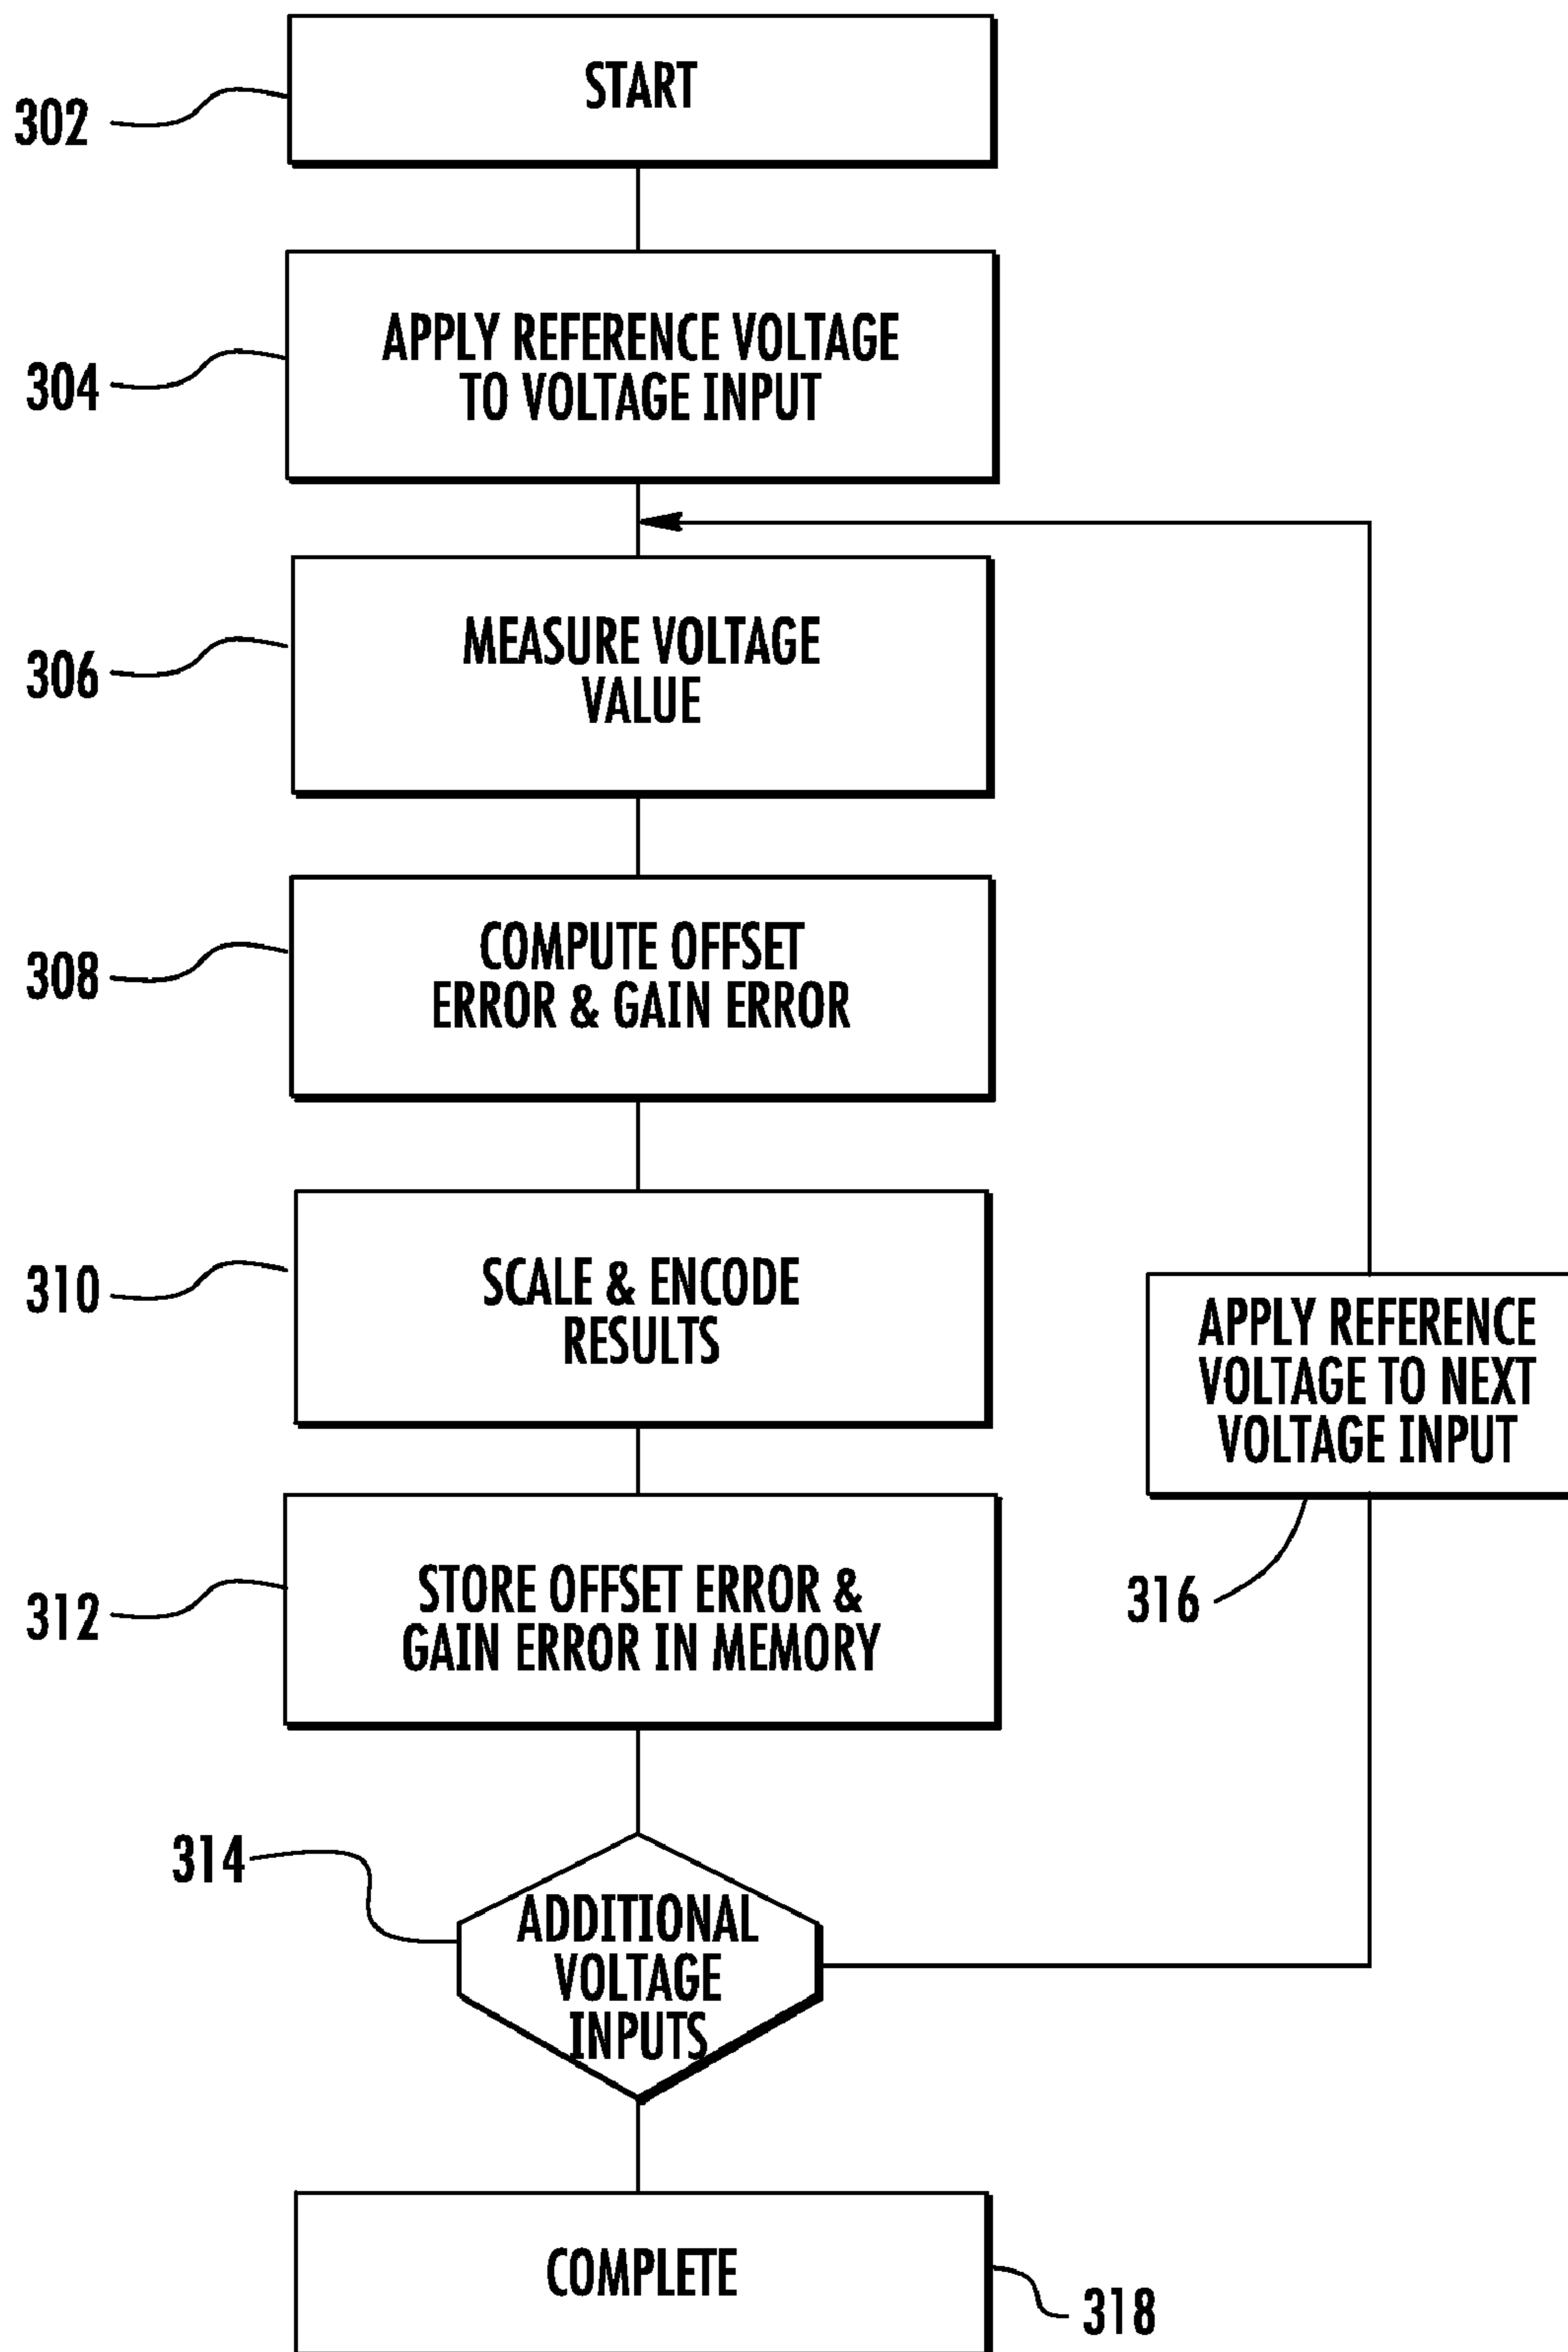 START
302
APPLY REFERENCE VOLTAGE
TO VOLTAGE INPUT
304
MEASURE VOLTAGE
VALUE
306
COMPUTE OFFSET
ERROR & GAIN ERROR
308
SCALE & ENCODE
RESULTS
310
APPLY REFERENCE
VOLTAGE TO NEXT
VOLTAGE INPUT
316
STORE OFFSET ERROR &
GAIN ERROR IN MEMORY
312
314
ADDITIONAL
VOLTAGE
INPUTS
COMPLETE
318